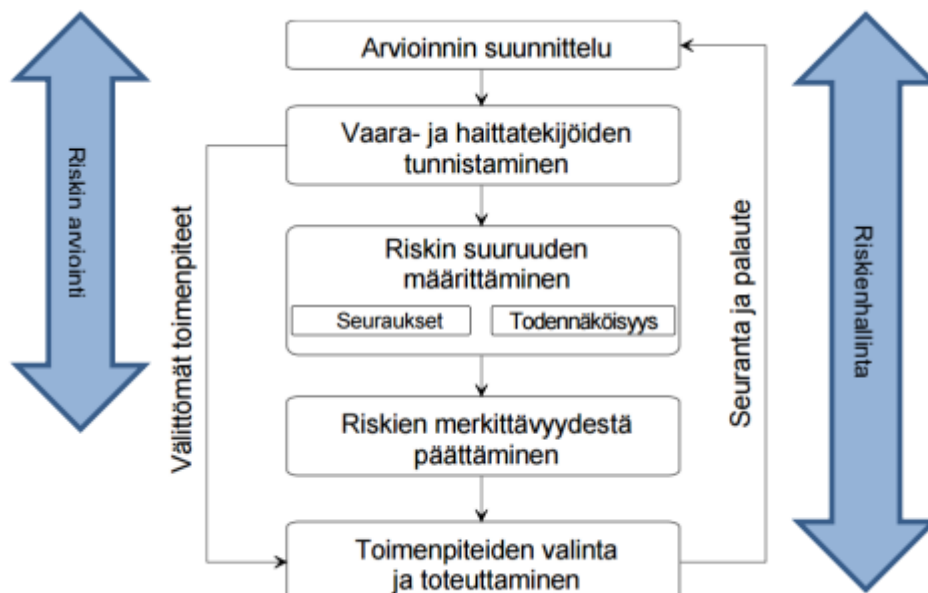 Arvioinnin suunnittelu
Vaara- ja haittatekijöiden
tunnistaminen
Riskin suuruuden
määrittäminen
Seuraukset
Todennäköisyys
Riskien merkittävyydestä
päättäminen
Toimenpiteiden valinta
ja toteuttaminen
Riskin arviointi
Välittömät toimenpiteet
Seuranta ja palaute
Riskienhallinta